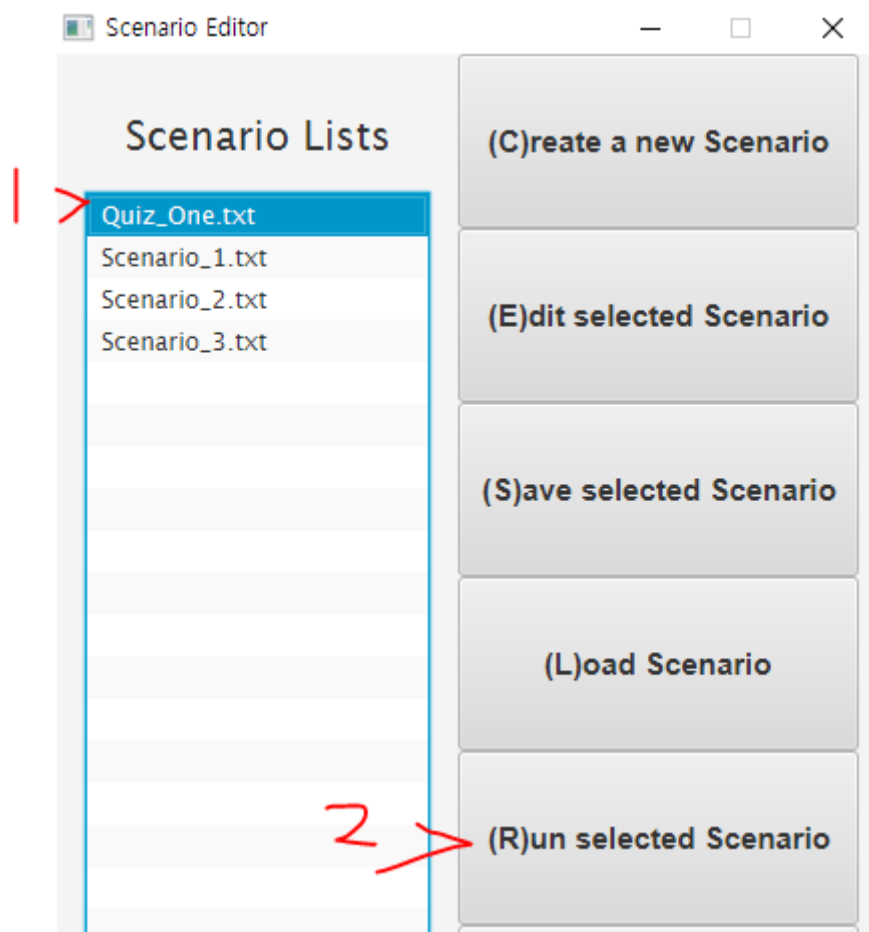 Scenario Editor
Scenario Lists
1
Quiz_One.txt
Scenario_1.txt
Scenario_2.txt
Scenario_3.txt
(C)reate a new Scenario
(E)dit selected Scenario
(S)ave selected Scenario
(L)oad Scenario
2
(R)un selected Scenario